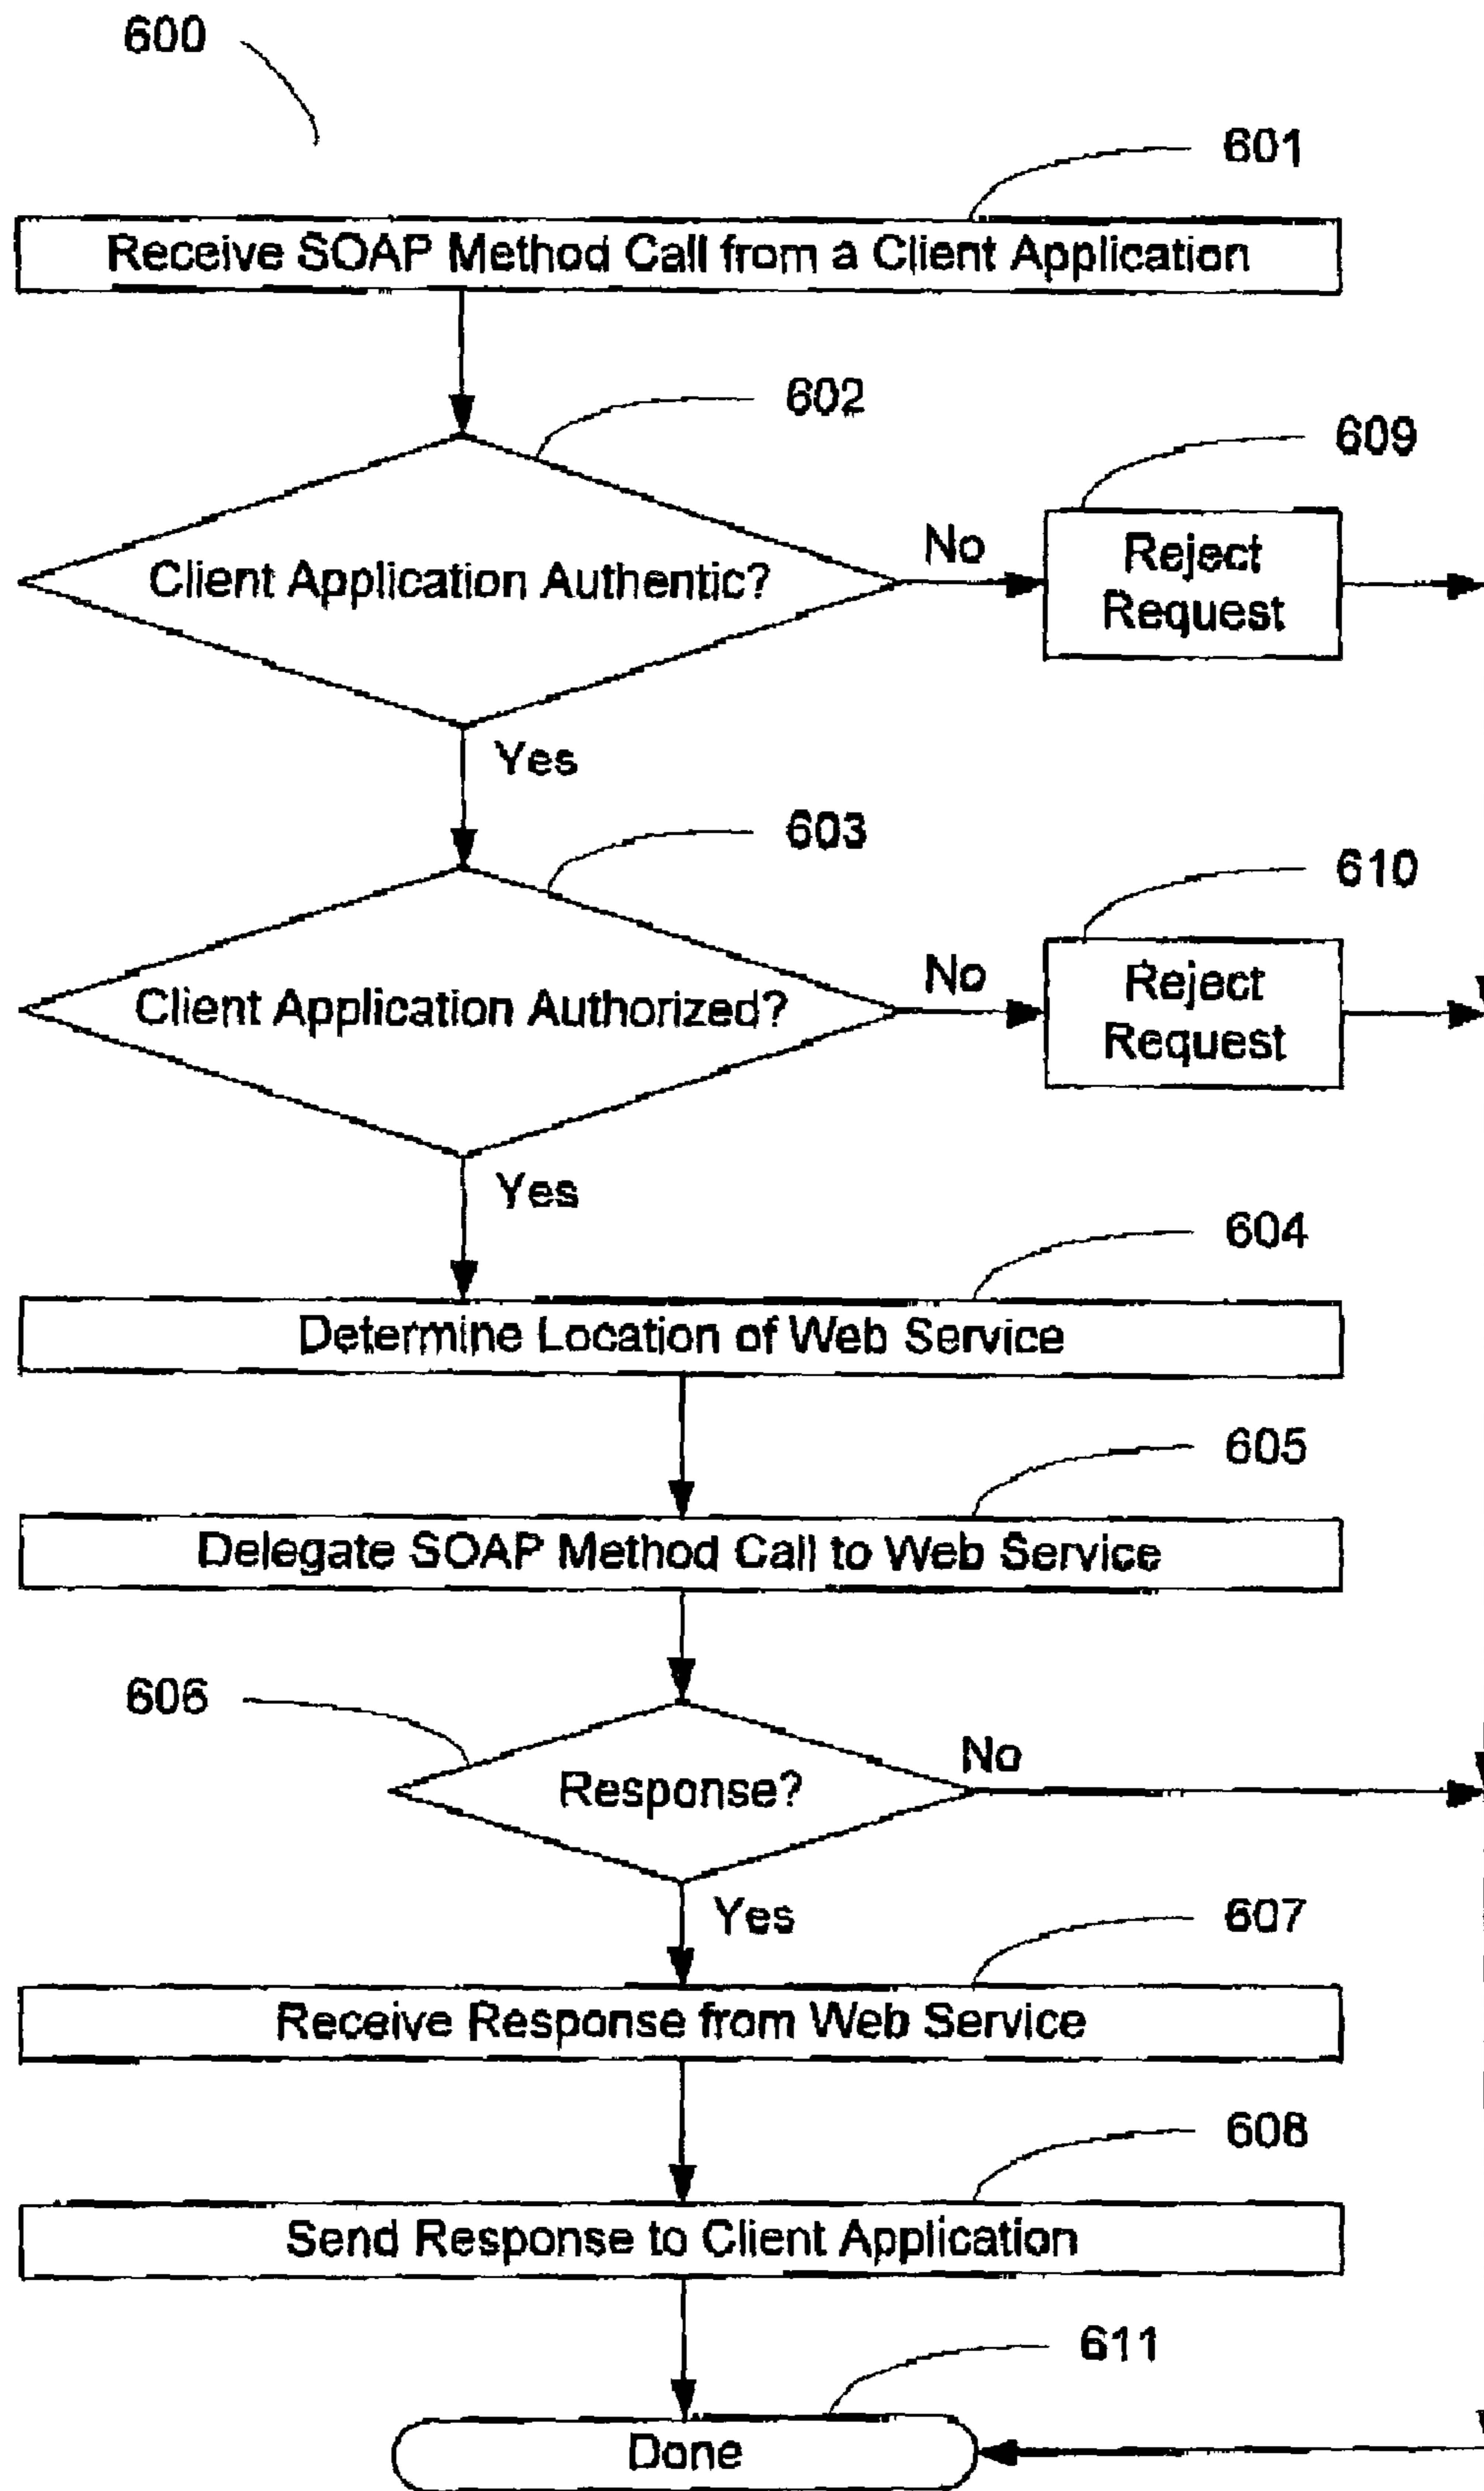 600
601
Receive SOAP Method Call from a Client Application
602
609
Client Application Authentic?
No
Reject
Request
Yes
603
610
Client Application Authorized?
No
Reject
Request
Yes
604
Determine Location of Web Service
605
Delegate SOAP Method Call to Web Service
606
Response?
No
Yes
607
Receive Response from Web Service
608
Send Response to Client Application
611
Done